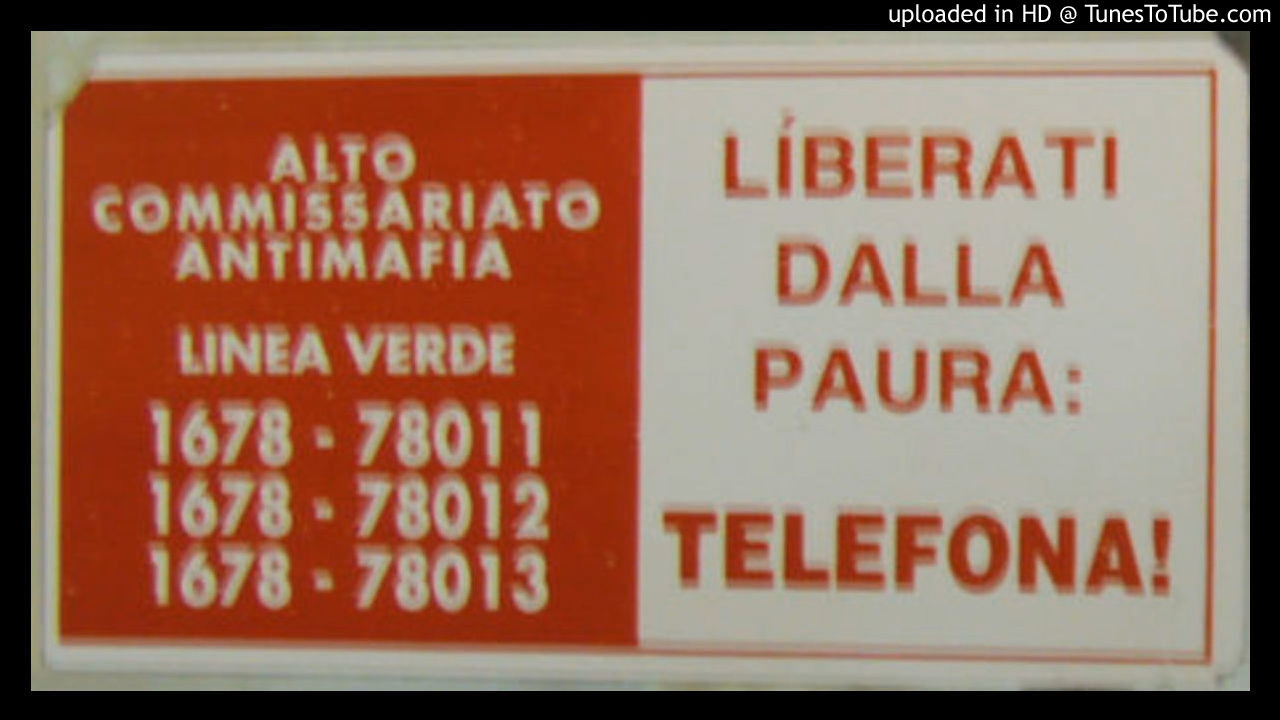 uploaded in HD @ TunesToTube.com
ALTO
COMMISSARIATO
ANTIMAFIA
LINEA VERDE
1678 - 78011
1678 - 78012
1678 - 78013
LÍBERATI
DALLA
PAURA:
TELEFONA!